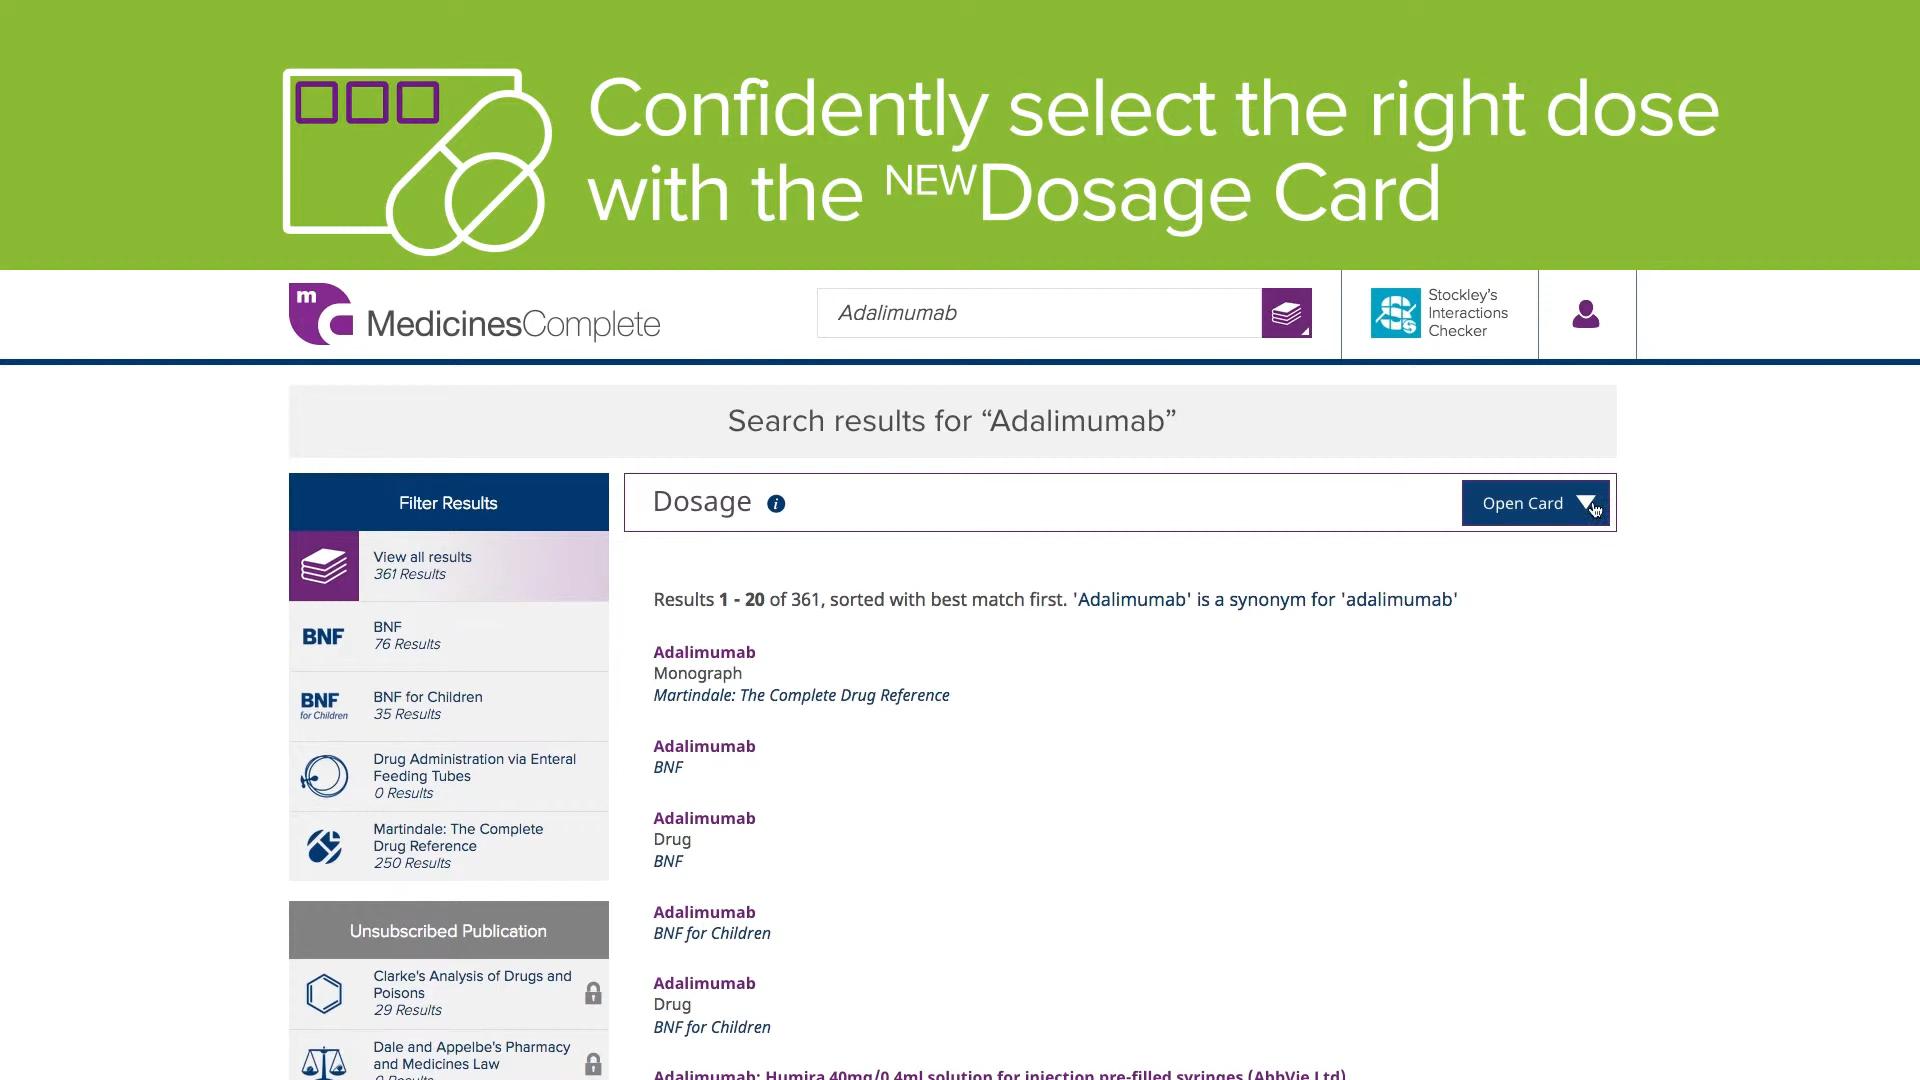 Confidently select the right dose
with the NEW Dosage Card
m
MedicinesComplete
Adalimumab
Stockley's
Interactions
Checker
Search results for “Adalimumab”
Filter Results
View all results
361 Results
BNF
BNF
76 Results
BNF
for Children
BNF for Children
35 Results
Drug Administration via Enteral
Feeding Tubes
0 Results
Martindale: The Complete
Drug Reference
250 Results
Unsubscribed Publication
Clarke's Analysis of Drugs and
Poisons
29 Results
Dale and Appelbe's Pharmacy
and Medicines Law
0 Results
Dosage i
Open Card
Results 1 - 20 of 361, sorted with best match first. 'Adalimumab' is a synonym for 'adalimumab'
Adalimumab
Monograph
Martindale: The Complete Drug Reference
Adalimumab
BNF
Adalimumab
Drug
BNF
Adalimumab
BNF for Children
Adalimumab
Drug
BNF for Children
Adalimumab: Humira 40mg/0.4ml solution for injection pre-filled syringes (AbbVie Ltd)